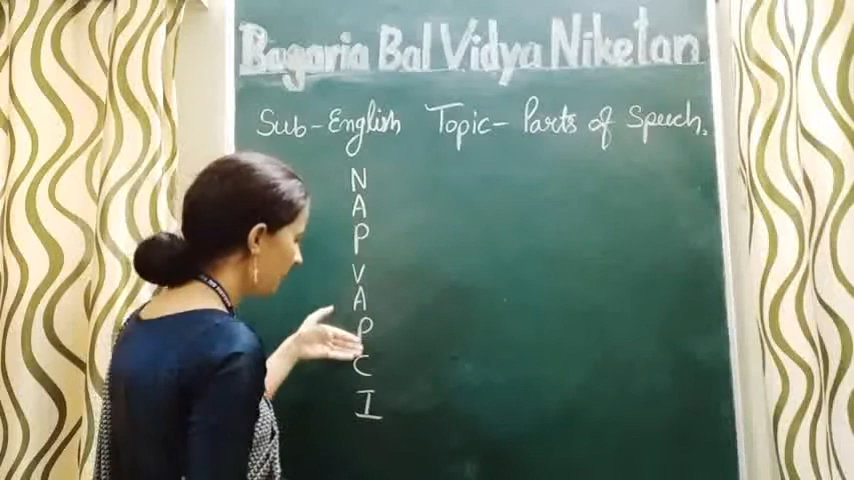 Bagaria Bal Vidya Niketan
Sub-English Topic- Parts of Speech.
N
A
P
V
A
P
C
I